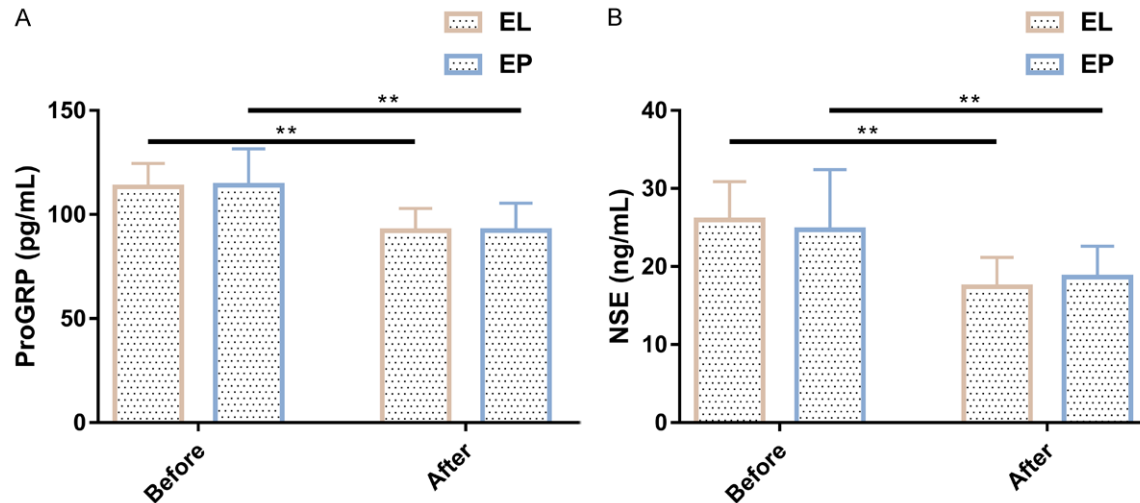 A
EL
EP
ProGRP (pg/mL)
150
100
50
0
**
**
Before
After
B
EL
EP
NSE (ng/mL)
40
30
20
10
0
**
**
Before
After